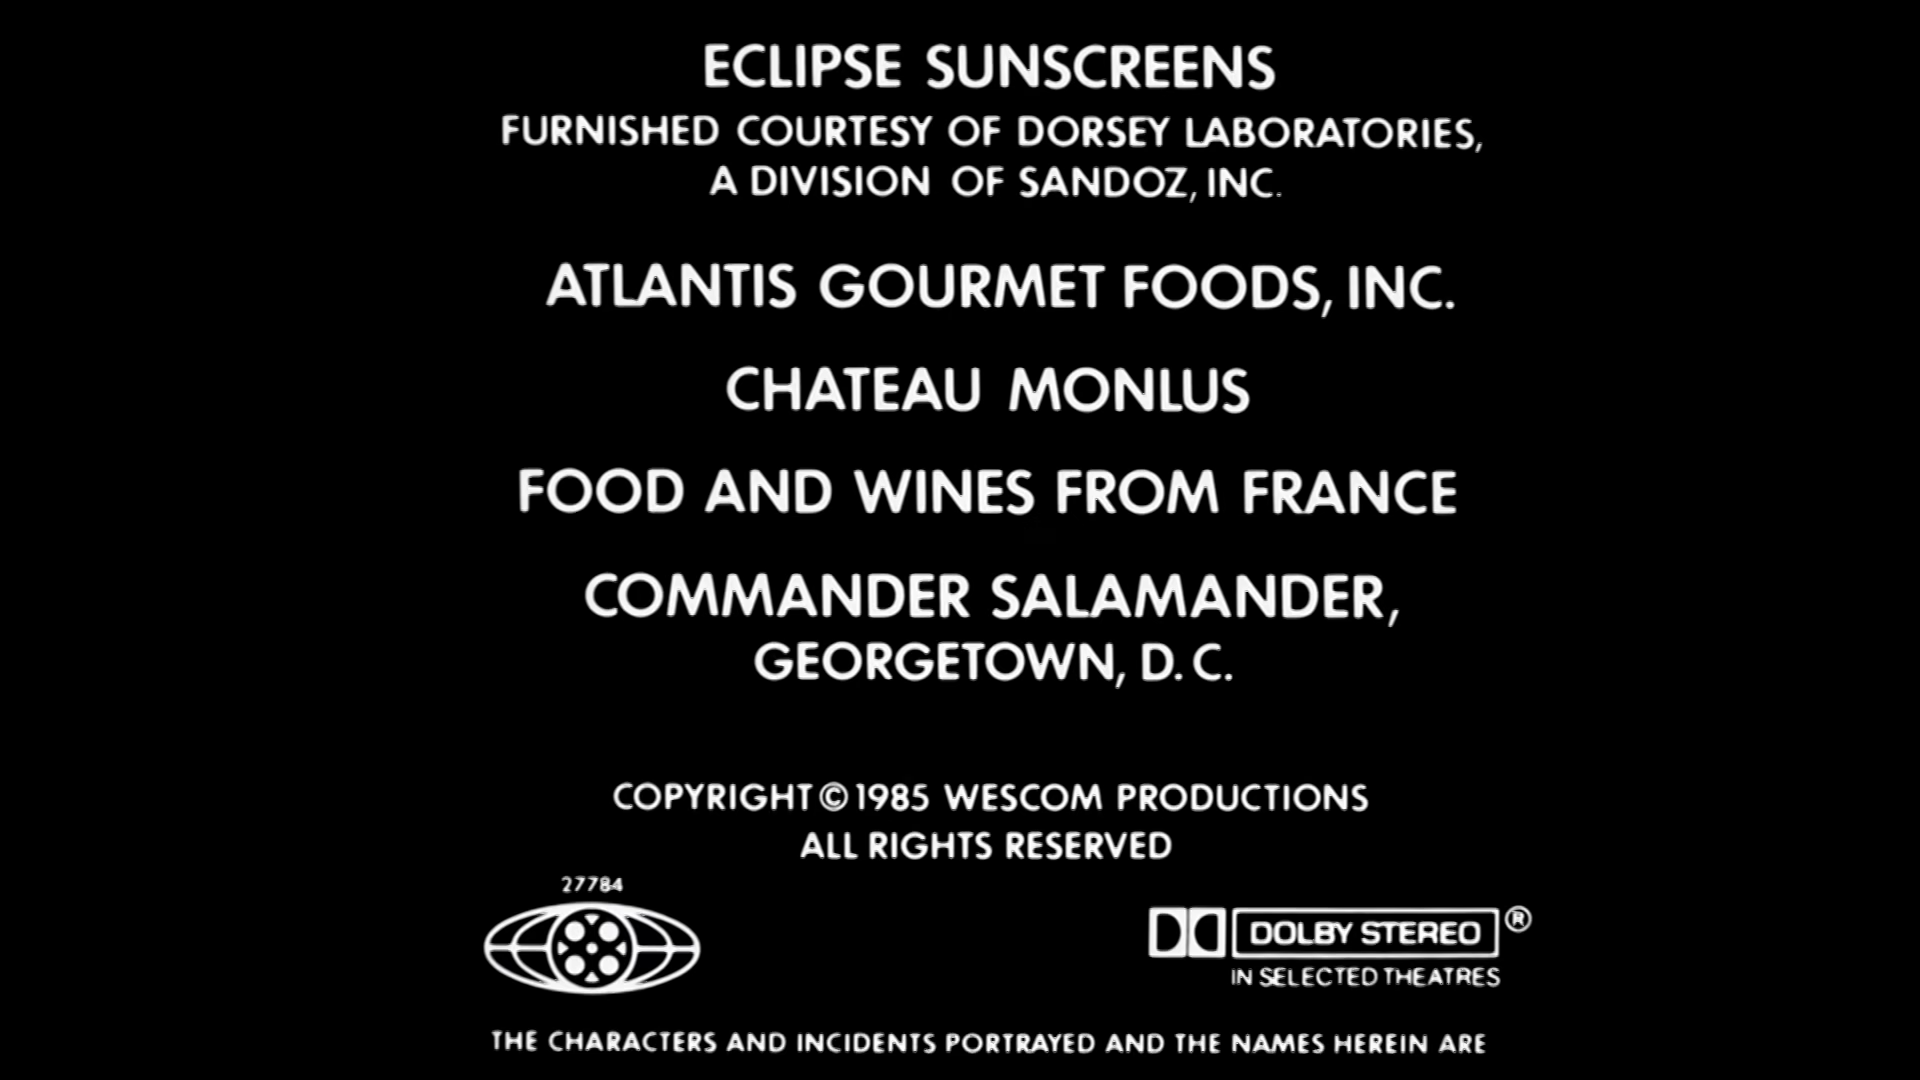 ECLIPSE SUNSCREENS
FURNISHED COURTESY OF DORSEY LABORATORIES,
A DIVISION OF SANDOZ, INC.
ATLANTIS GOURMET FOODS, INC.
CHATEAU MONLUS
FOOD AND WINES FROM FRANCE
COMMANDER SALAMANDER,
GEORGETOWN, D.C.
COPYRIGHT © 1985 WESCOM PRODUCTIONS
ALL RIGHTS RESERVED
27784
DOLBY STEREO ®
IN SELECTED THEATRES
THE CHARACTERS AND INCIDENTS PORTRAYED AND THE NAMES HEREIN ARE